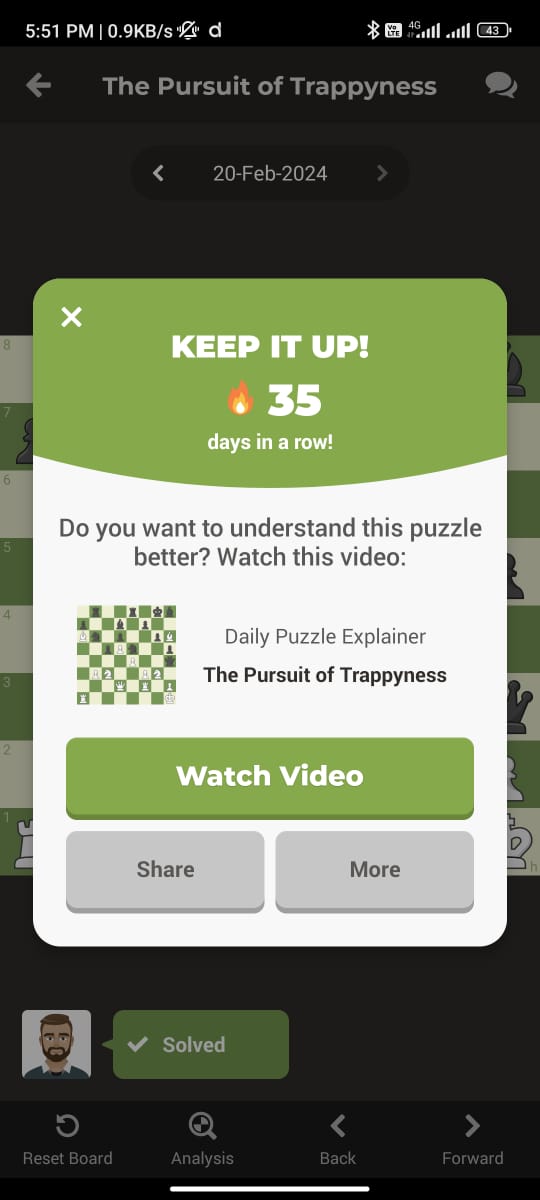 5:51 PM | 0.9KB/s d Vo LTE 4G 43
The Pursuit of Trappyness
20-Feb-2024
KEEP IT UP!
35
days in a row!
8
7
6
5
4
3
2
1
h
Do you want to understand this puzzle
better? Watch this video:
Daily Puzzle Explainer
The Pursuit of Trappyness
Watch Video
Share More
Solved
Reset Board Analysis Back Forward